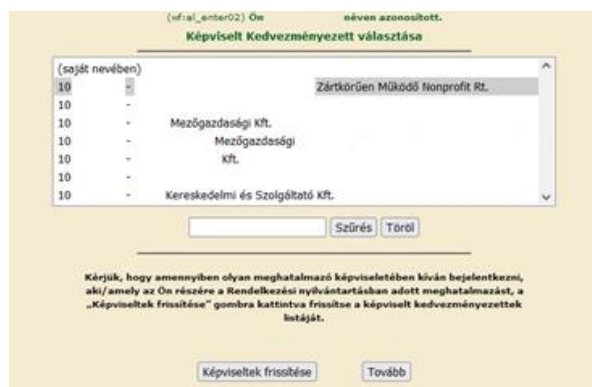 (wf:al_enter02) Ön néven azonosított.
Képviselt Kedvezményezett választása
(saját nevében)
10 - Zártkörűen Működő Nonprofit Rt.
10 -
10 - Mezőgazdasági Kft.
10 - Mezőgazdasági
10 - Kft.
10 -
10 - Kereskedelmi és Szolgáltató Kft.
Szűrés Töröl
Kérjük, hogy amennyiben olyan meghatalmazó képviseletében kíván bejelentkezni,
aki/amely az Ön részére a Rendelkezési nyilvántartásban adott meghatalmazást, a
„Képviseltek frissítése" gombra kattintva frissítse a képviselt kedvezményezettek
listáját.
Képviseltek frissítése Tovább